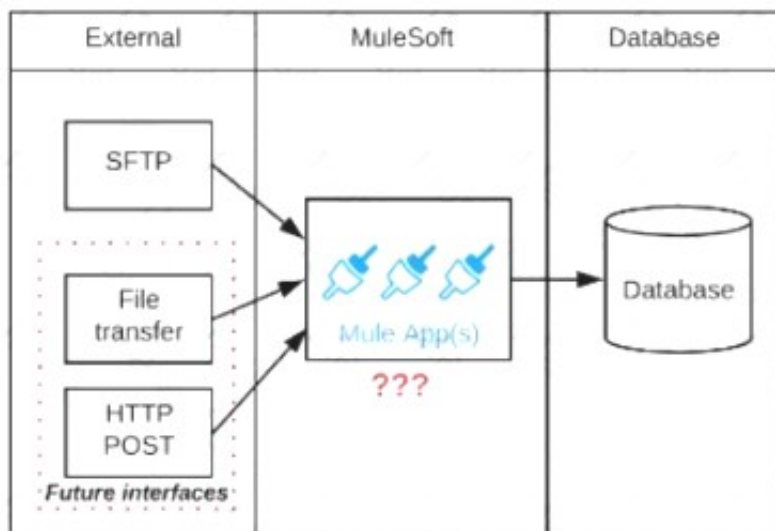 External
MuleSoft
Database
SFTP
File
transfer
HTTP
POST
Future interfaces
Mule App(s)
???
Database